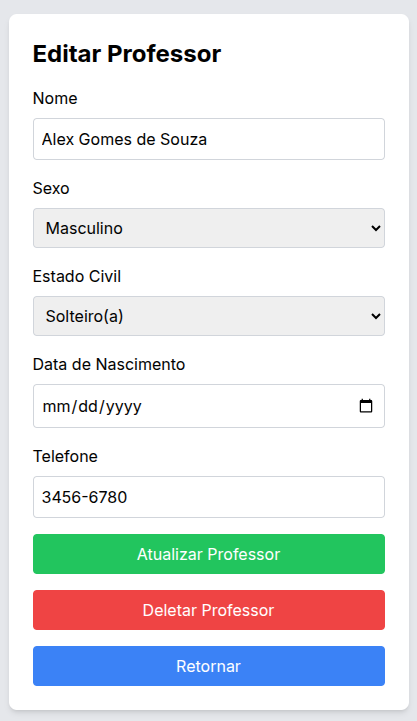 Editar Professor
Nome
Alex Gomes de Souza
Sexo
Masculino
Estado Civil
Solteiro(a)
Data de Nascimento
mm/dd/yyyy
Telefone
3456-6780
Atualizar Professor
Deletar Professor
Retornar